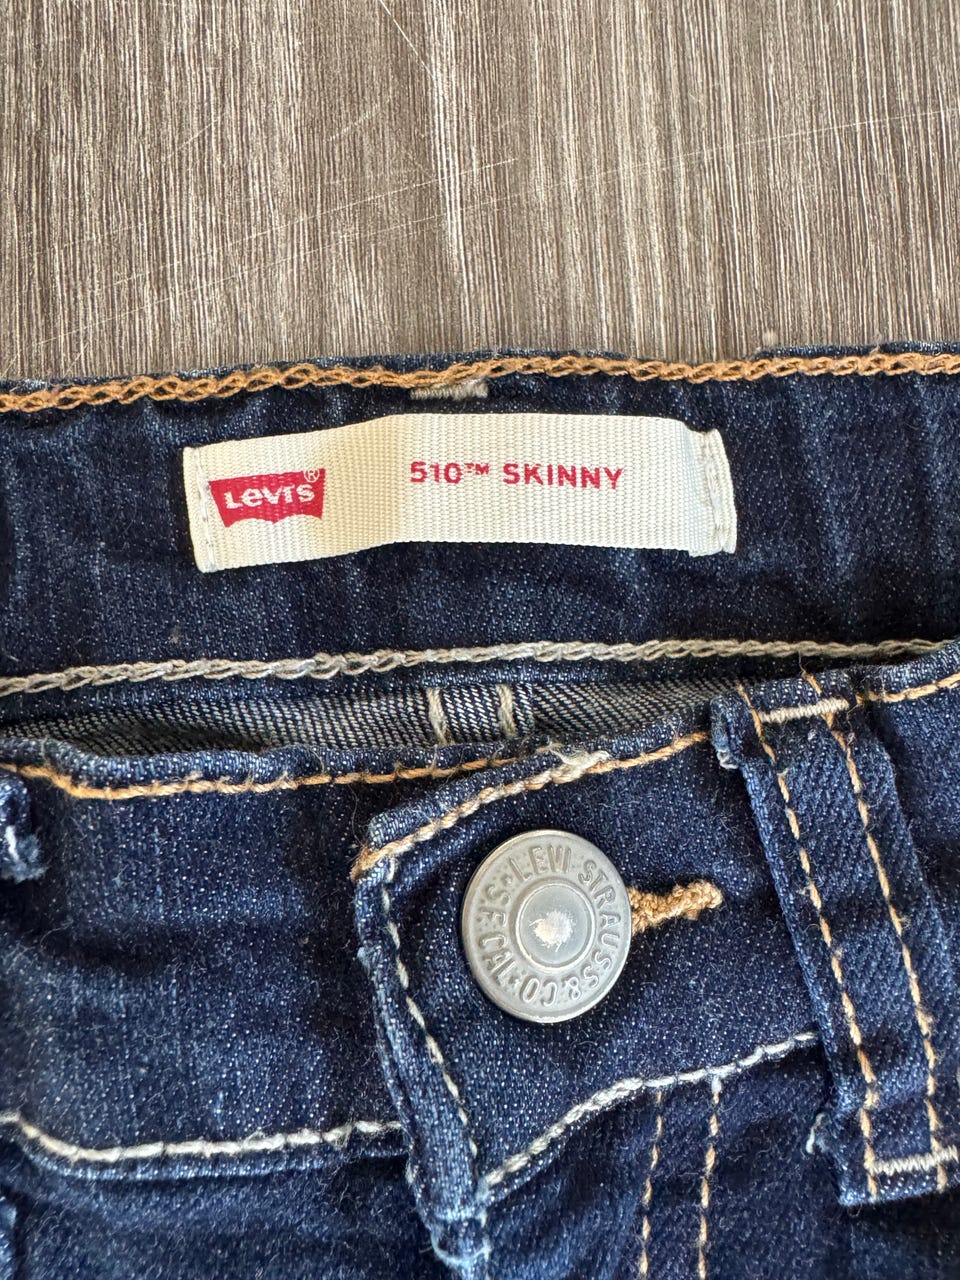 Levi's®
510™ SKINNY
LEVI STRAUSS & CO. S.F. CAL.